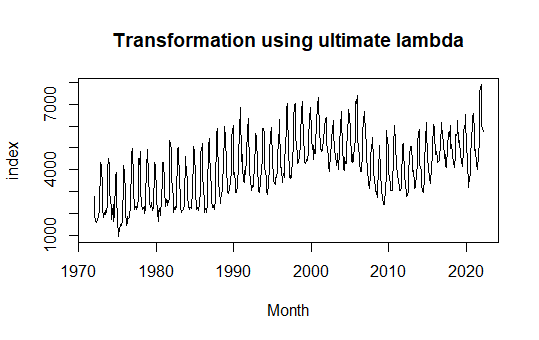 Transformation using ultimate lambda
index
7000
4000
1000
1970 1980 1990 2000 2010 2020
Month